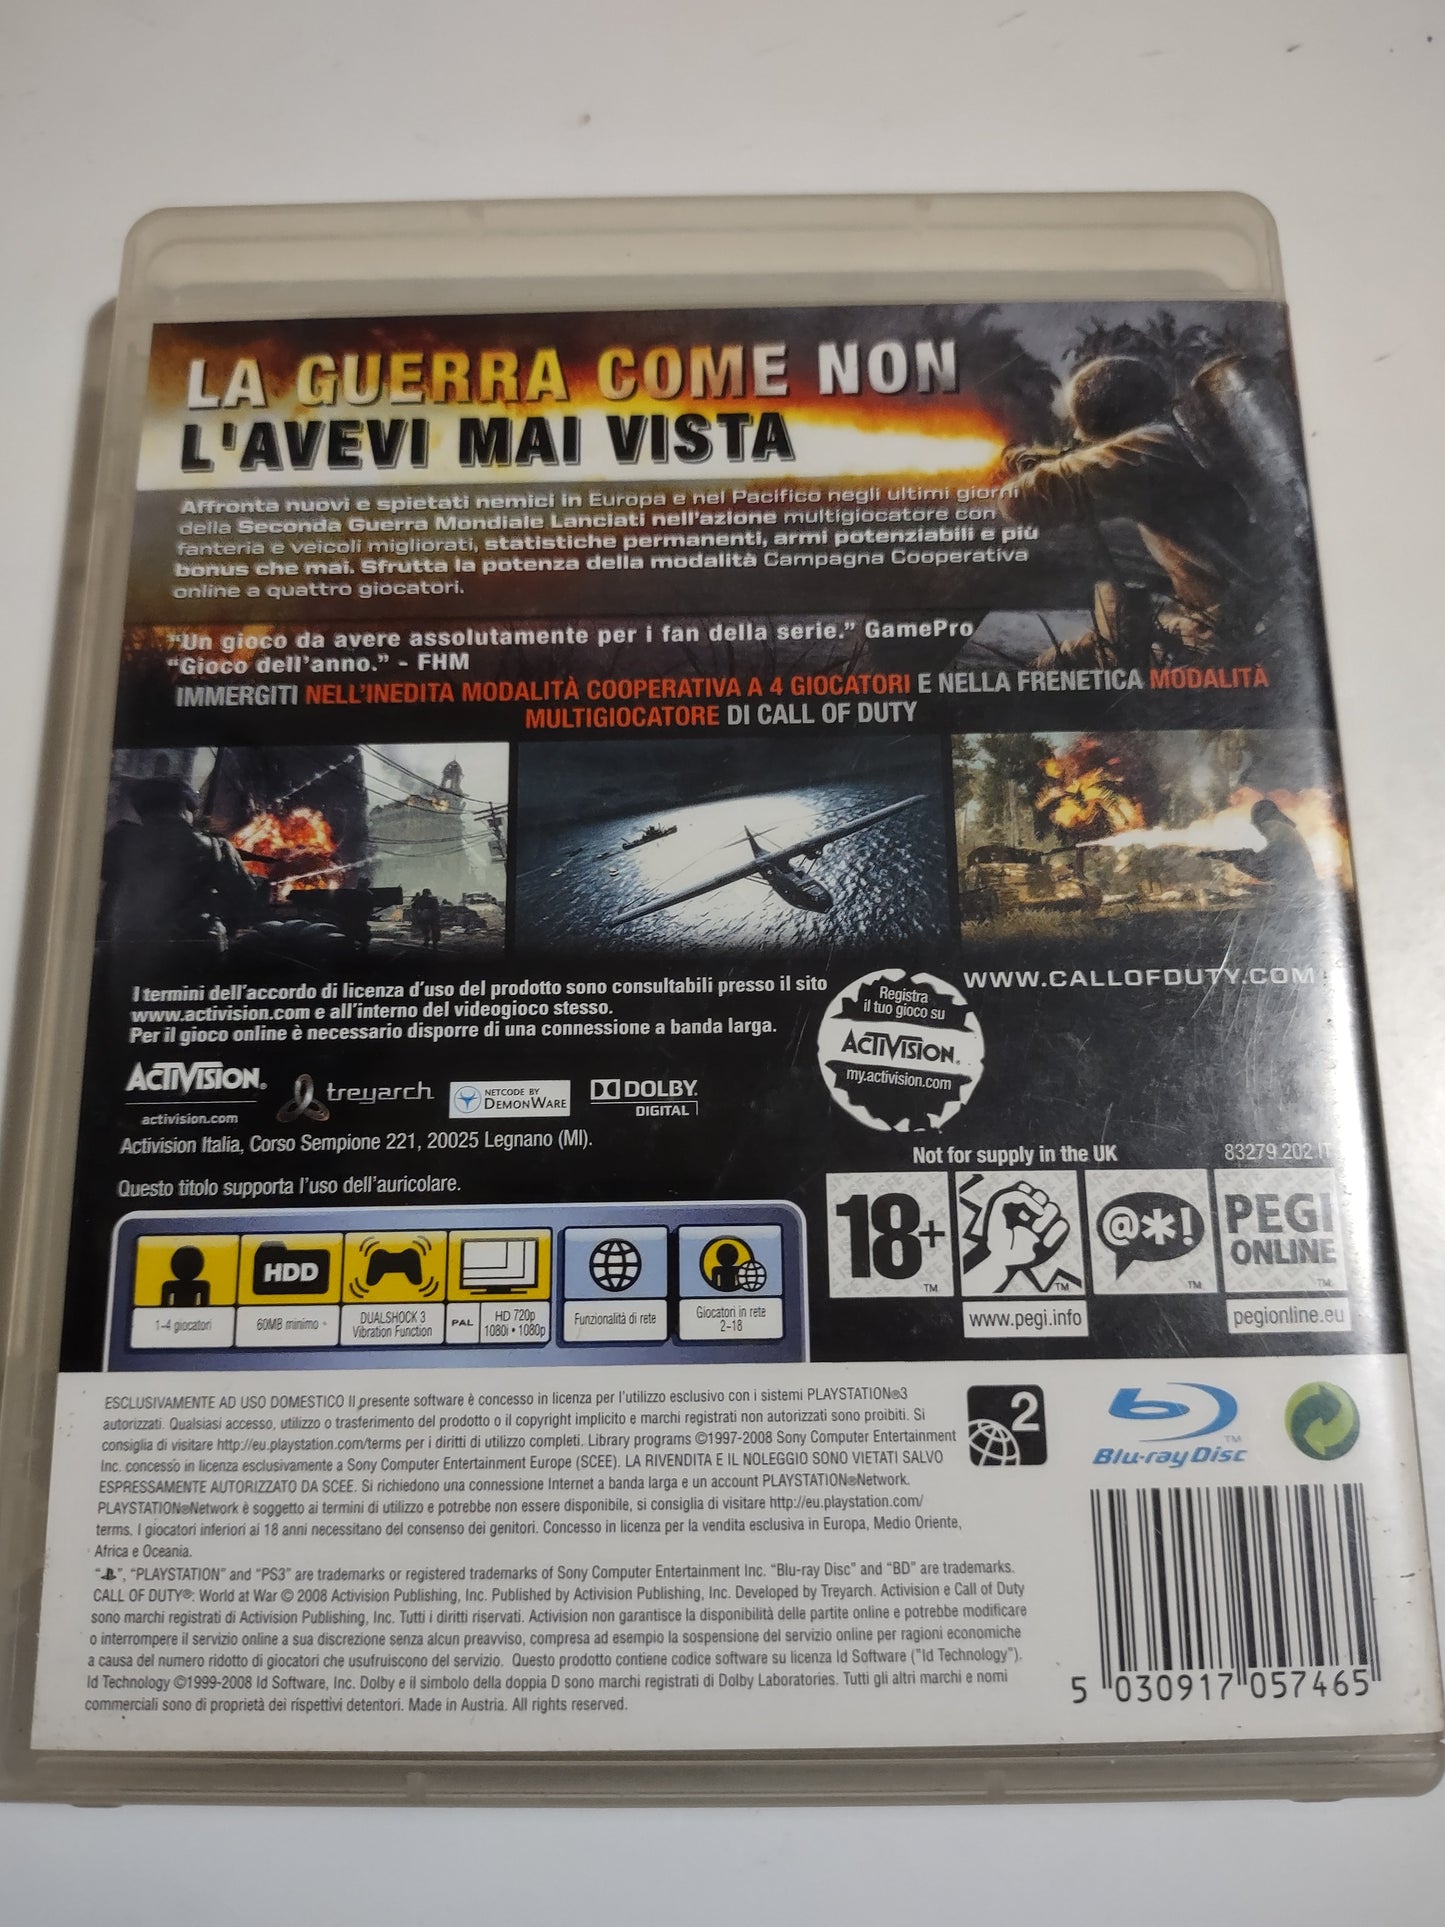 LA GUERRA COME NON
L'AVEVI MAI VISTA
Affronta nuovi e spietati nemici in Europa e nel Pacifico negli ultimi giorni
della Seconda Guerra Mondiale Lanciati nell'azione multigiocatore con
fanteria e veicoli migliorati, statistiche permanenti, armi potenziabili e più
bonus che mai. Sfrutta la potenza della modalità Campagna Cooperativa
online a quattro giocatori.
"Un gioco da avere assolutamente per i fan della serie." GamePro
"Gioco dell'anno." - FHM
IMMERGITI NELL'INEDITA MODALITÀ COOPERATIVA A 4 GIOCATORI E NELLA FRENETICA MODALITÀ
MULTIGIOCATORE DI CALL OF DUTY
I termini dell'accordo di licenza d'uso del prodotto sono consultabili presso il sito
www.activision.com e all'interno del videogioco stesso.
Per il gioco online è necessario disporre di una connessione a banda larga.
WWW.CALLOFDUTY.COM
Registra
il tuo gioco su
ACTIVISION.
my.activision.com
ACTIVISION®
activision.com
treyarch
NETCODE BY
DEMONWARE
DOLBY.
DIGITAL
Activision Italia, Corso Sempione 221, 20025 Legnano (MI).
Not for supply in the UK
83279.202.IT
Questo titolo supporta l'uso dell'auricolare.
18+
TM
TM
@*!
TM
PEGI
ONLINE
TM
www.pegi.info
pegionline.eu
HDD
1-4 giocatori
60MB minimo
DUALSHOCK 3
Vibration Function
PAL
HD 720p
1080i • 1080p
Funzionalità di rete
Giocatori in rete
2-18
ESCLUSIVAMENTE AD USO DOMESTICO Il presente software è concesso in licenza per l'utilizzo esclusivo con i sistemi PLAYSTATION®3
autorizzati. Qualsiasi accesso, utilizzo o trasferimento del prodotto o il copyright implicito e marchi registrati non autorizzati sono proibiti. Si
consiglia di visitare http://eu.playstation.com/terms per i diritti di utilizzo completi. Library programs ©1997-2008 Sony Computer Entertainment
Inc. concesso in licenza esclusivamente a Sony Computer Entertainment Europe (SCEE). LA RIVENDITA E IL NOLEGGIO SONO VIETATI SALVO
ESPRESSAMENTE AUTORIZZATO DA SCEE. Si richiedono una connessione Internet a banda larga e un account PLAYSTATION®Network.
PLAYSTATION®Network è soggetto ai termini di utilizzo e potrebbe non essere disponibile, si consiglia di visitare http://eu.playstation.com/
terms. I giocatori inferiori ai 18 anni necessitano del consenso dei genitori. Concesso in licenza per la vendita esclusiva in Europa, Medio Oriente,
Africa e Oceania.
2
Blu-ray Disc
TM
"", "PLAYSTATION" and "PS3" are trademarks or registered trademarks of Sony Computer Entertainment Inc. "Blu-ray Disc" and "BD" are trademarks.
CALL OF DUTY®: World at War © 2008 Activision Publishing, Inc. Published by Activision Publishing, Inc. Developed by Treyarch. Activision e Call of Duty
sono marchi registrati di Activision Publishing, Inc. Tutti i diritti riservati. Activision non garantisce la disponibilità delle partite online e potrebbe modificare
o interrompere il servizio online a sua discrezione senza alcun preavviso, compresa ad esempio la sospensione del servizio online per ragioni economiche
a causa del numero ridotto di giocatori che usufruiscono del servizio. Questo prodotto contiene codice software su licenza Id Software ("Id Technology").
Id Technology ©1999-2008 Id Software, Inc. Dolby e il simbolo della doppia D sono marchi registrati di Dolby Laboratories. Tutti gli altri marchi e nomi
commerciali sono di proprietà dei rispettivi detentori. Made in Austria. All rights reserved.
5 030917 057465